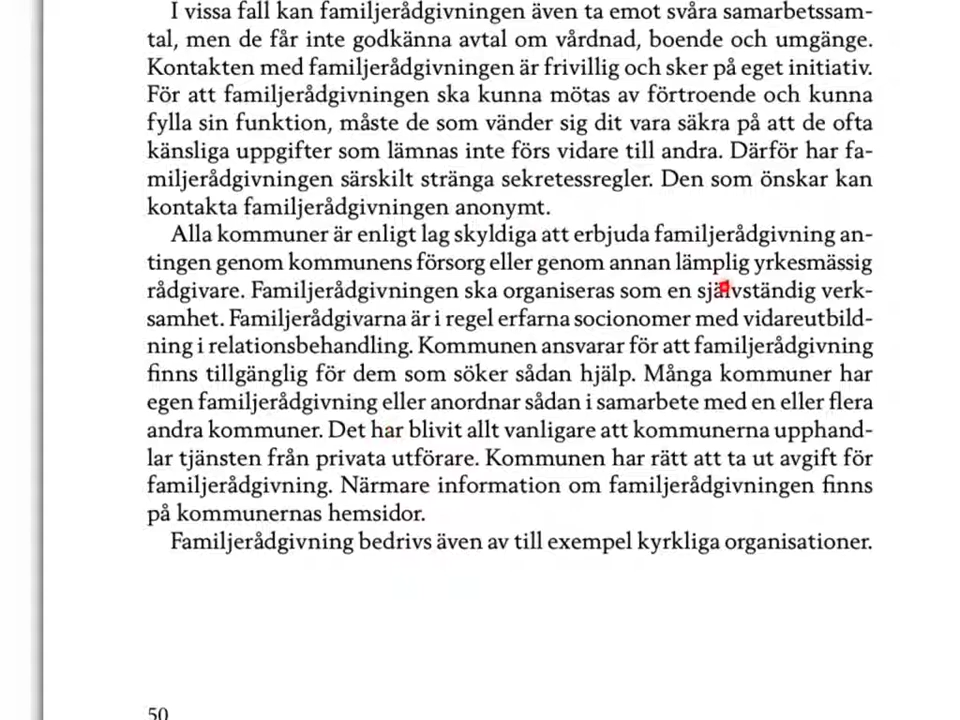 I vissa fall kan familjerådgivningen även ta emot svåra samarbetssam-
tal, men de får inte godkänna avtal om vårdnad, boende och umgänge.
Kontakten med familjerådgivningen är frivillig och sker på eget initiativ.
För att familjerådgivningen ska kunna mötas av förtroende och kunna
fylla sin funktion, måste de som vänder sig dit vara säkra på att de ofta
känsliga uppgifter som lämnas inte förs vidare till andra. Därför har fa-
miljerådgivningen särskilt stränga sekretessregler. Den som önskar kan
kontakta familjerådgivningen anonymt.
Alla kommuner är enligt lag skyldiga att erbjuda familjerådgivning an-
tingen genom kommunens försorg eller genom annan lämplig yrkesmässig
rådgivare. Familjerådgivningen ska organiseras som en självständig verk-
samhet. Familjerådgivarna är i regel erfarna socionomer med vidareutbild-
ning i relationsbehandling. Kommunen ansvarar för att familjerådgivning
finns tillgänglig för dem som söker sådan hjälp. Många kommuner har
egen familjerådgivning eller anordnar sådan i samarbete med en eller flera
andra kommuner. Det har blivit allt vanligare att kommunerna upphand-
lar tjänsten från privata utförare. Kommunen har rätt att ta ut avgift för
familjerådgivning. Närmare information om familjerådgivningen finns
på kommunernas hemsidor.
Familjerådgivning bedrivs även av till exempel kyrkliga organisationer.
50